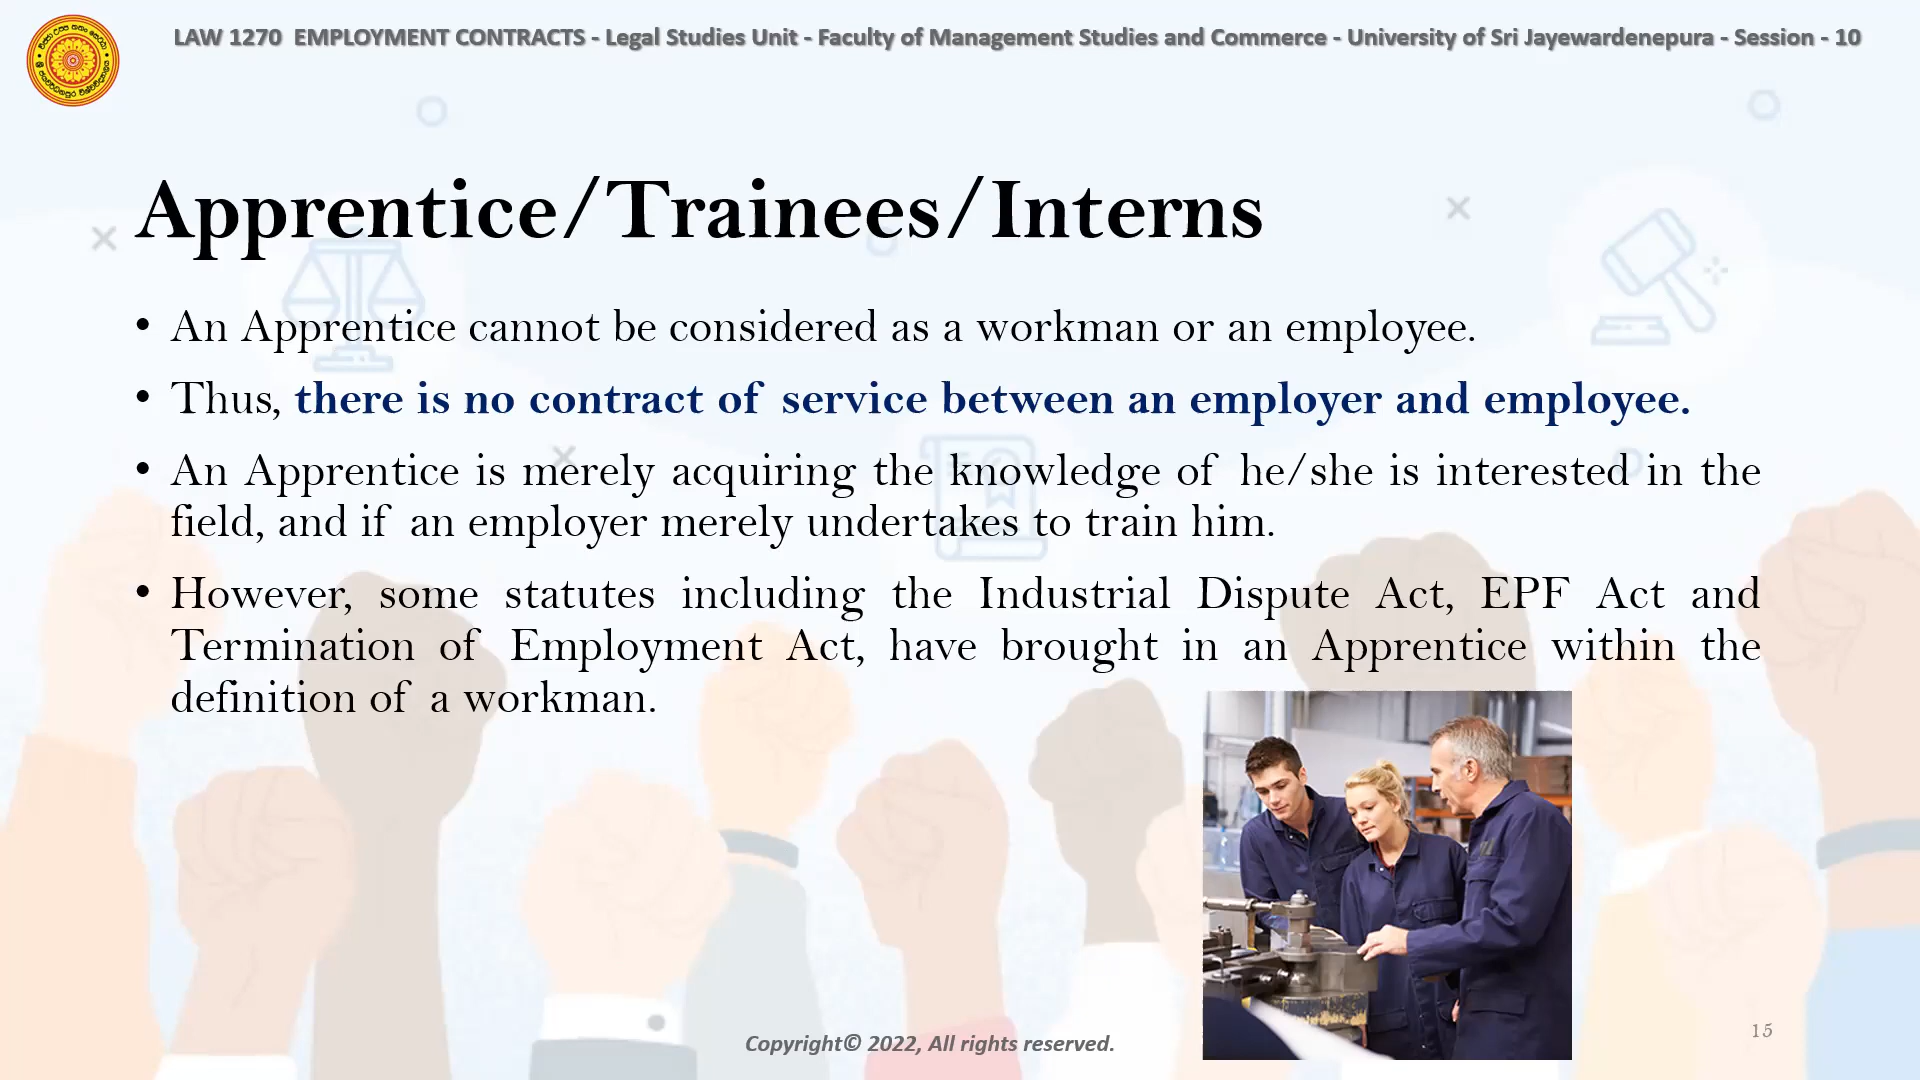 LAW 1270 EMPLOYMENT CONTRACTS - Legal Studies Unit - Faculty of Management Studies and Commerce - University of Sri Jayewardenepura - Session - 10
Apprentice/Trainees/Interns
• An Apprentice cannot be considered as a workman or an employee.
• Thus, there is no contract of service between an employer and employee.
• An Apprentice is merely acquiring the knowledge of he/she is interested in the
field, and if an employer merely undertakes to train him.
• However, some statutes including the Industrial Dispute Act, EPF Act and
Termination of Employment Act, have brought in an Apprentice within the
definition of a workman.
Copyright© 2022, All rights reserved.
15